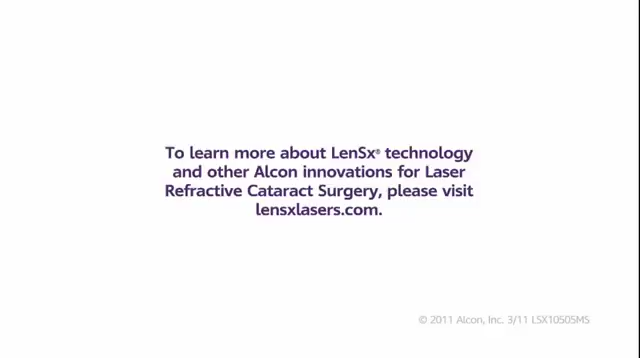 To learn more about LenSx® technology
and other Alcon innovations for Laser
Refractive Cataract Surgery, please visit
lensxlasers.com.
© 2011 Alcon, Inc. 3/11 LSX10505MS